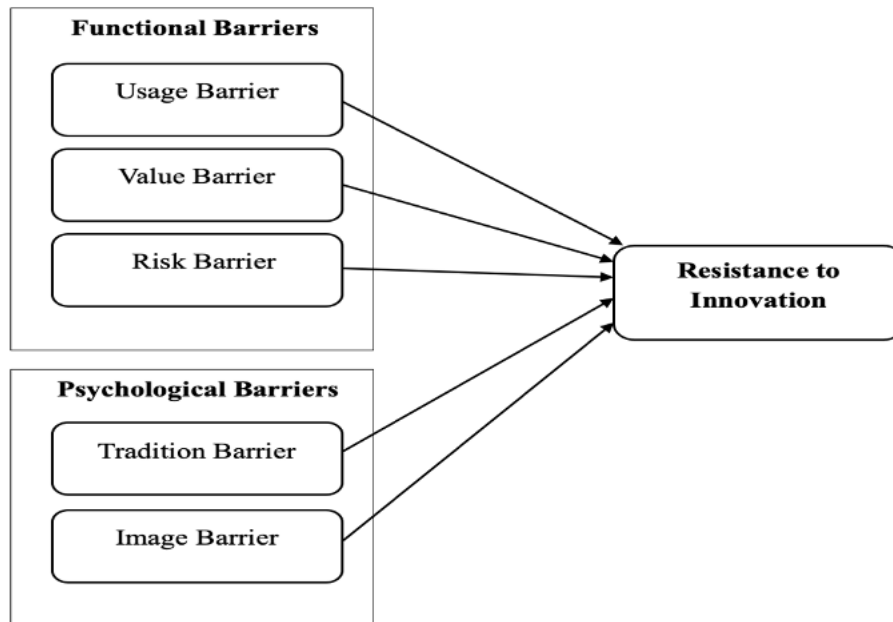 Functional Barriers
Usage Barrier
Value Barrier
Risk Barrier
Resistance to
Innovation
Psychological Barriers
Tradition Barrier
Image Barrier